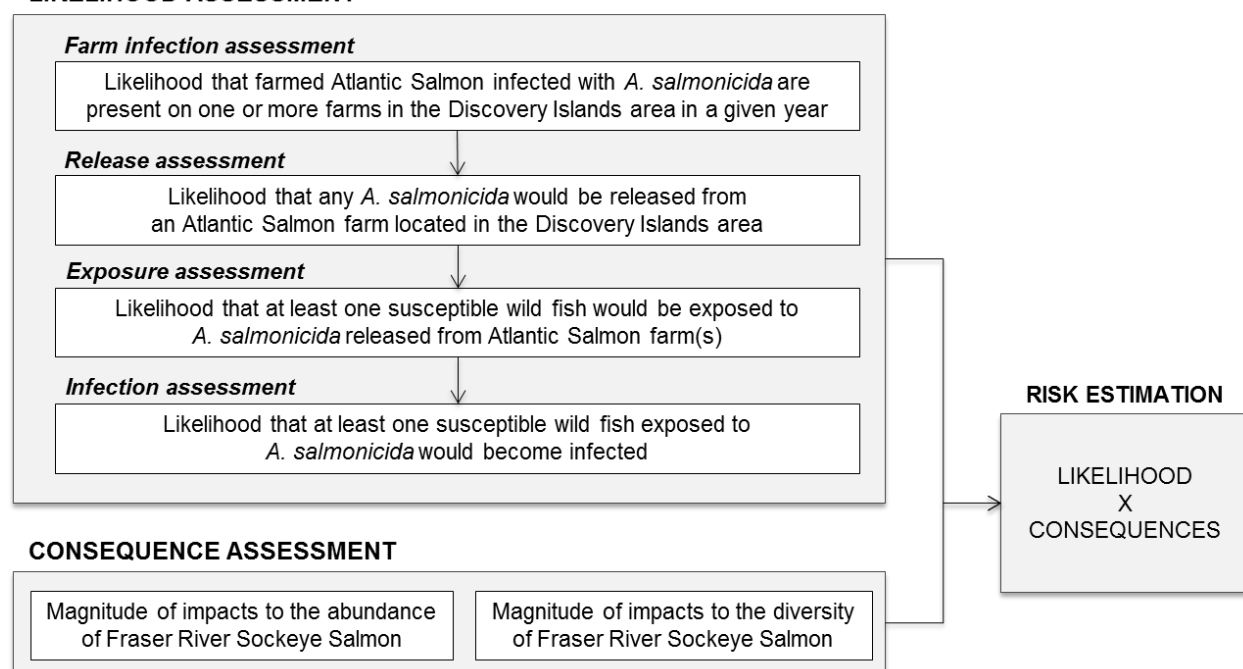 LIKELIHOOD ASSESSMENT
Farm infection assessment
Likelihood that farmed Atlantic Salmon infected with A. salmonicida are
present on one or more farms in the Discovery Islands area in a given year
Release assessment
Likelihood that any A. salmonicida would be released from
an Atlantic Salmon farm located in the Discovery Islands area
Exposure assessment
Likelihood that at least one susceptible wild fish would be exposed to
A. salmonicida released from Atlantic Salmon farm(s)
Infection assessment
Likelihood that at least one susceptible wild fish exposed to
A. salmonicida would become infected
RISK ESTIMATION
LIKELIHOOD
X
CONSEQUENCES
CONSEQUENCE ASSESSMENT
Magnitude of impacts to the abundance
of Fraser River Sockeye Salmon
Magnitude of impacts to the diversity
of Fraser River Sockeye Salmon